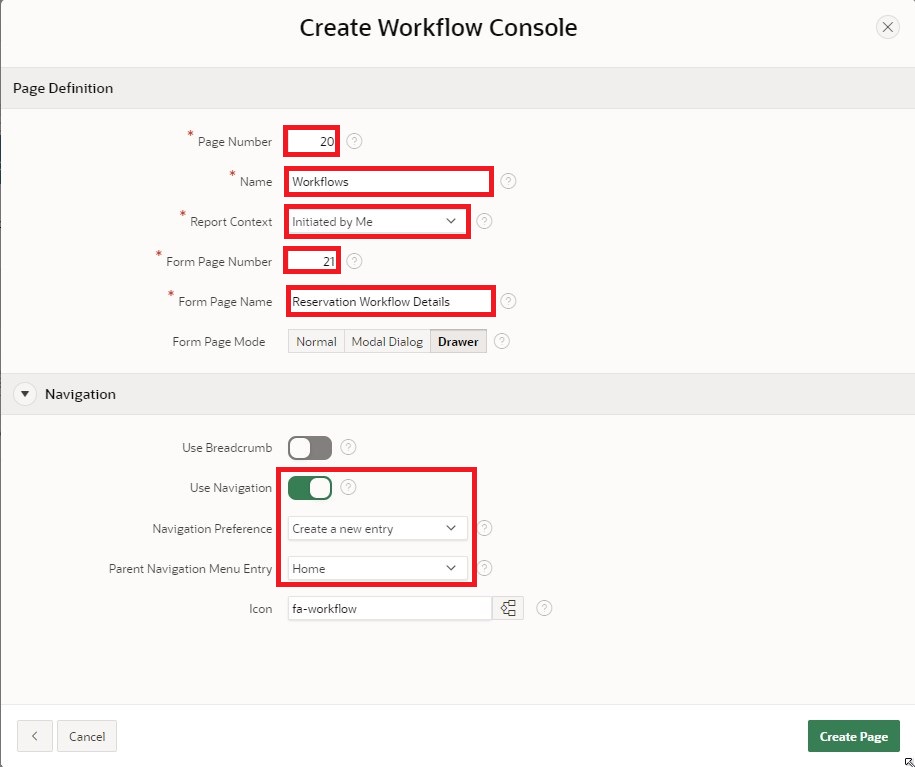 Create Workflow Console
Page Definition
* Page Number 20 ?
* Name Workflows ?
* Report Context Initiated by Me ?
* Form Page Number 21 ?
* Form Page Name Reservation Workflow Details ?
Form Page Mode Normal Modal Dialog Drawer ?
Navigation
Use Breadcrumb ?
Use Navigation ?
Navigation Preference Create a new entry ?
Parent Navigation Menu Entry Home ?
Icon fa-workflow ?
Cancel Create Page